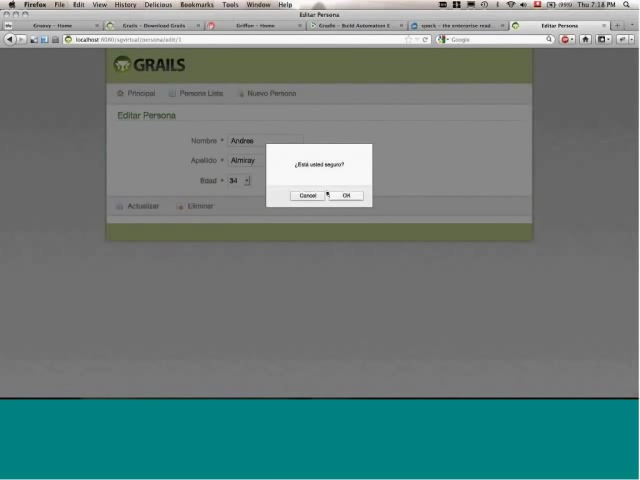 Firefox File Edit View History Delicious Bookmarks Tools Window Help (99%) Thu 7:18 PM
Editar Persona
Groovy - Home
Grails - Download Grails
Griffon - Home
Gradle - Build Automation E...
spock - the enterprise read...
Editar Persona
localhost:8080/spvirtual/persona/edit/1
Google
GRAILS
Principal Persona Lista Nuevo Persona
Editar Persona
Nombre * Andres
Apellido * Almiray
Edad * 34
¿Está usted seguro?
Cancel OK
Actualizar Eliminar